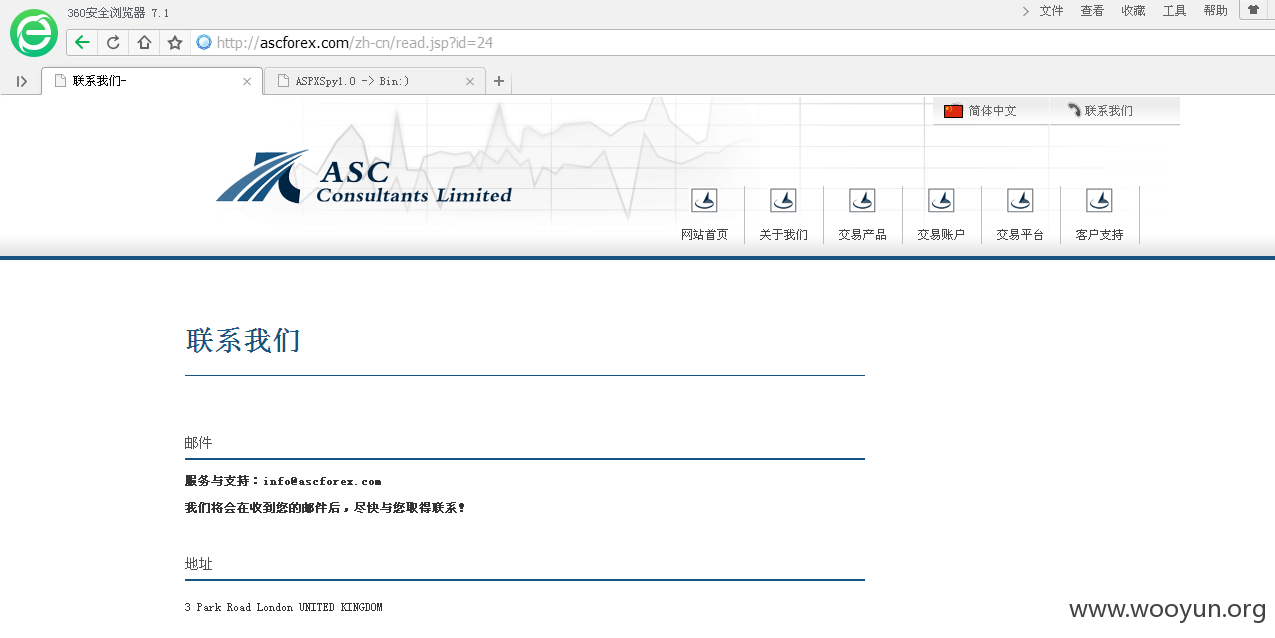 360安全浏览器 7.1
文件 查看 收藏 工具 帮助
http://ascforex.com/zh-cn/read.jsp?id=24
联系我们-
ASPXSpy1.0 -> Bin:)
简体中文
联系我们
ASC
Consultants Limited
网站首页 关于我们 交易产品 交易账户 交易平台 客户支持
联系我们
邮件
服务与支持：info@ascforex.com
我们将会在收到您的邮件后，尽快与您取得联系！
地址
3 Park Road London UNITED KINGDOM
www.wooyun.org